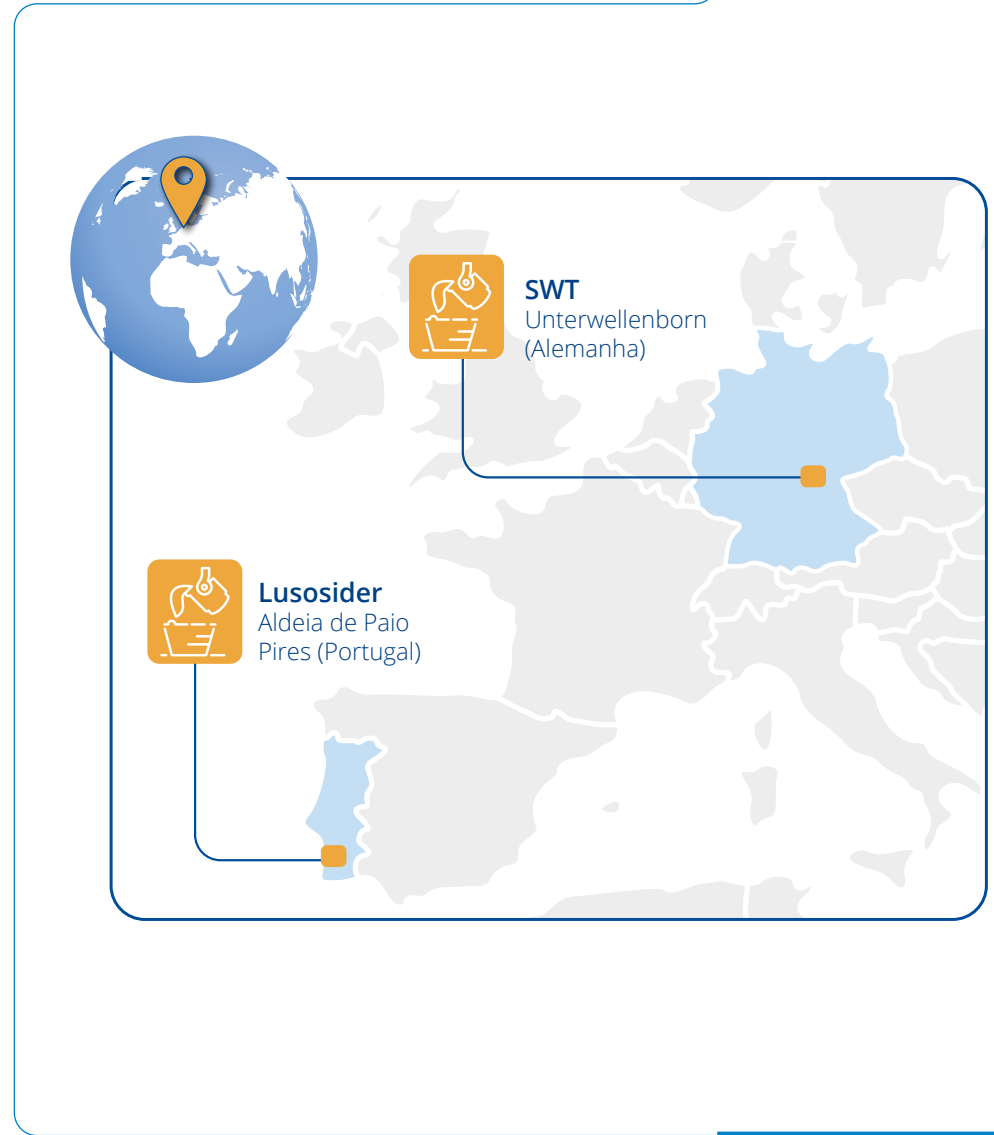 SWT
Unterwellenborn
(Alemanha)
Lusosider
Aldeia de Paio
Pires (Portugal)